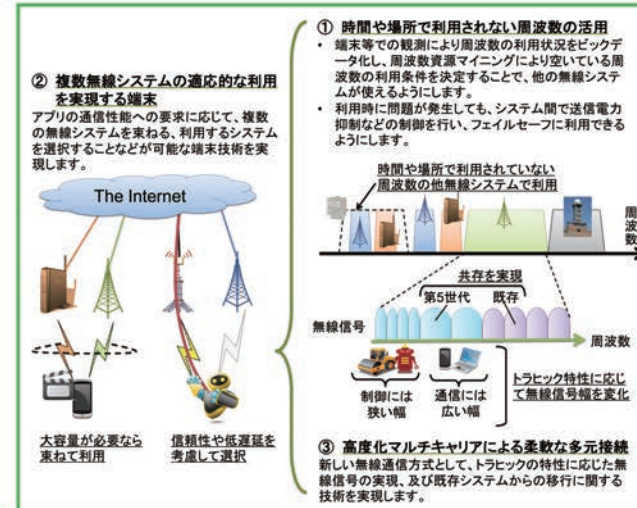 ① 時間や場所で利用されない周波数の活用
• 端末等での観測により周波数の利用状況をビックデータ化し、周波数資源マイニングにより空いている周波数の利用条件を決定することで、他の無線システムが使えるようにします。
• 利用時に問題が発生しても、システム間で送信電力抑制などの制御を行い、フェイルセーフに利用できるようにします。
② 複数無線システムの適応的な利用
を実現する端末
アプリの通信性能への要求に応じて、複数
の無線システムを束ねる、利用するシステム
を選択することなどが可能な端末技術を実
現します。
The Internet
大容量が必要なら
束ねて利用
信頼性や低遅延を
考慮して選択
時間や場所で利用されていない
周波数の他無線システムで利用
周波数
共存を実現
第5世代
既存
無線信号
周波数
制御には
狭い幅
通信には
広い幅
トラヒック特性に応じ
て無線信号幅を変化
③ 高度化マルチキャリアによる柔軟な多元接続
新しい無線通信方式として、トラヒックの特性に応じた無
線信号の実現、及び既存システムからの移行に関する
技術を実現します。